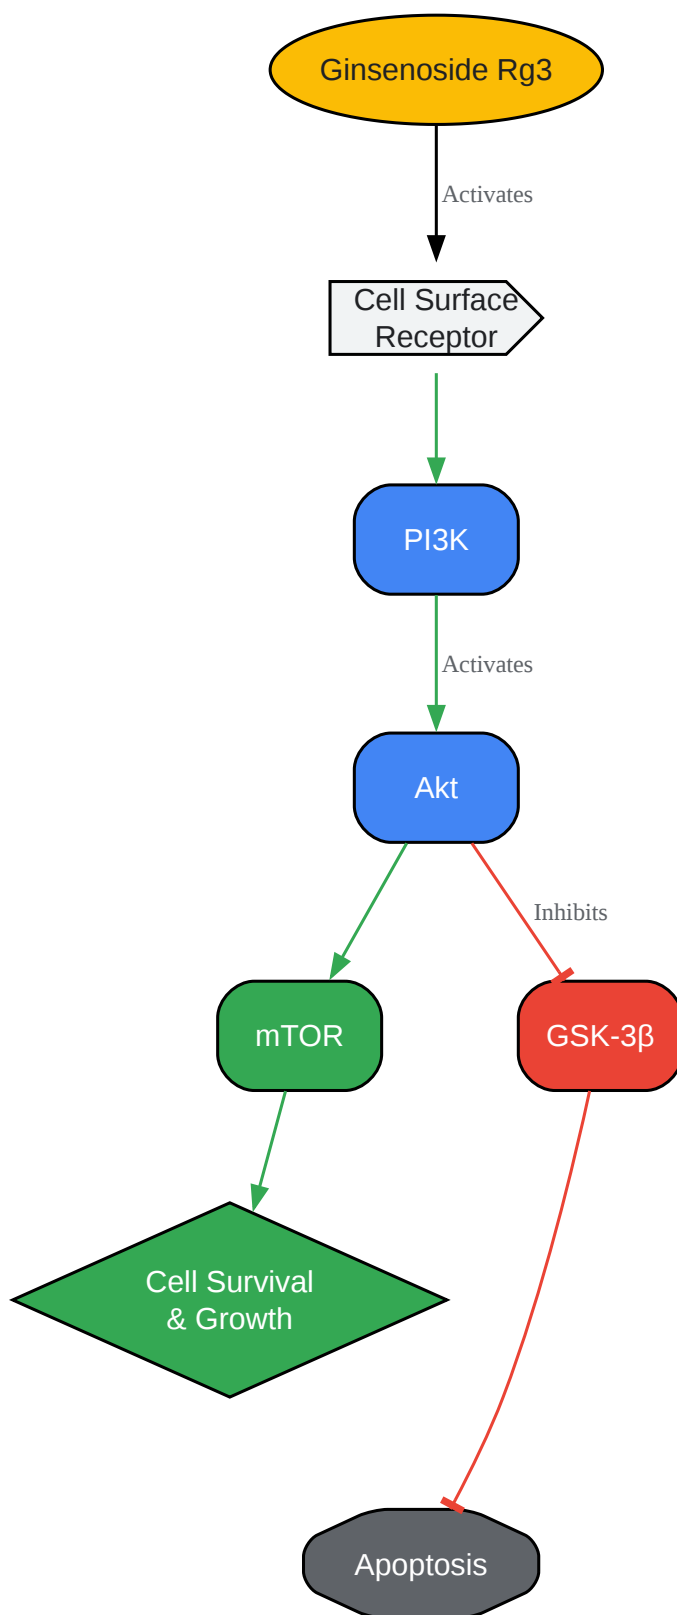 Ginsenoside Rg3
Activates
Cell Surface
Receptor
PI3K
Activates
Akt
Inhibits
mTOR
GSK-3β
Cell Survival
& Growth
Apoptosis